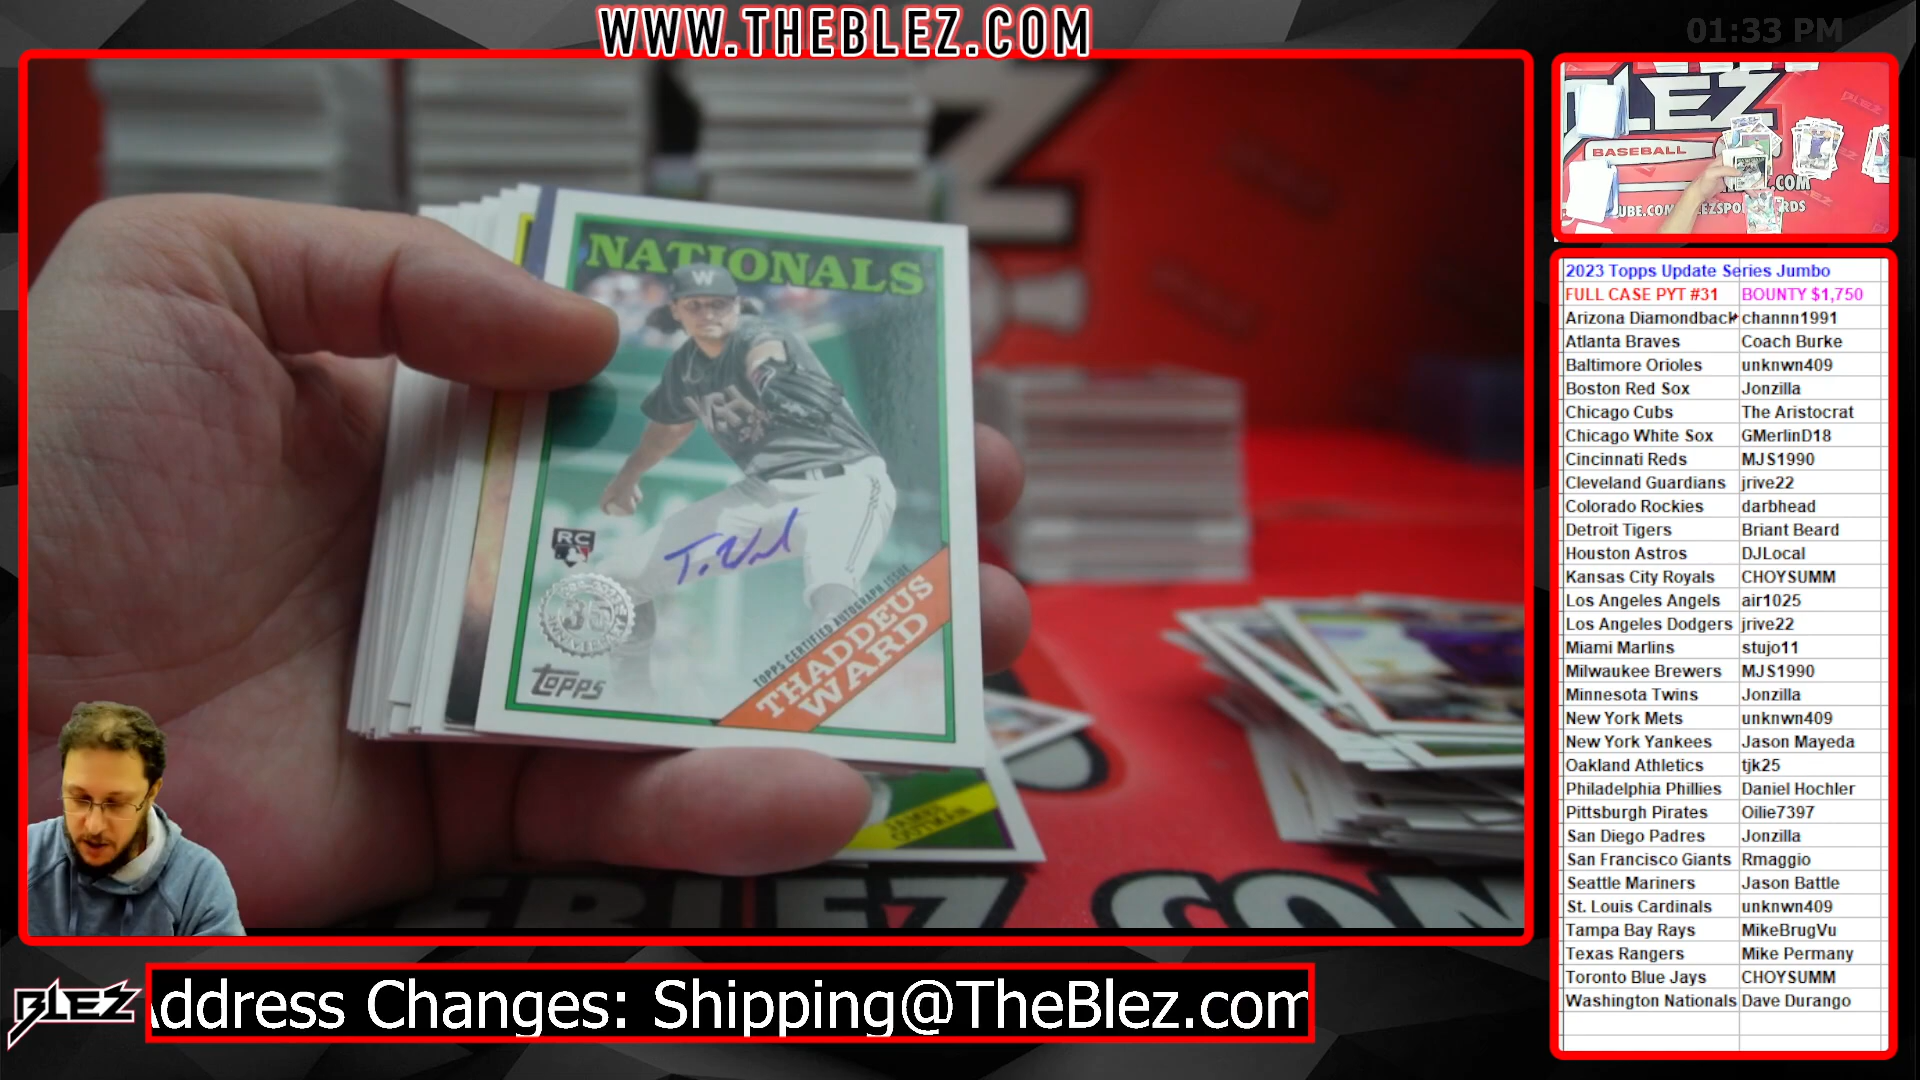 WWW.THEBLEZ.COM
01:33 PM
NATIONALS
W
RC
35
TOPPS CERTIFIED AUTOGRAPH ISSUE
THADDEUS
WARD
Topps
BLEZ
BASEBALL
.COM
2023 Topps Update Series Jumbo
FULL CASE PYT #31 BOUNTY $1,750
Arizona Diamondback channn1991
Atlanta Braves Coach Burke
Baltimore Orioles unknwn409
Boston Red Sox Jonzilla
Chicago Cubs The Aristocrat
Chicago White Sox GMerlinD18
Cincinnati Reds MJS1990
Cleveland Guardians jrive22
Colorado Rockies darbhead
Detroit Tigers Briant Beard
Houston Astros DJLocal
Kansas City Royals CHOYSUMM
Los Angeles Angels air1025
Los Angeles Dodgers jrive22
Miami Marlins stujo11
Milwaukee Brewers MJS1990
Minnesota Twins Jonzilla
New York Mets unknwn409
New York Yankees Jason Mayeda
Oakland Athletics tjk25
Philadelphia Phillies Daniel Hochler
Pittsburgh Pirates Oilie7397
San Diego Padres Jonzilla
San Francisco Giants Rmaggio
Seattle Mariners Jason Battle
St. Louis Cardinals unknwn409
Tampa Bay Rays MikeBrugVu
Texas Rangers Mike Permany
Toronto Blue Jays CHOYSUMM
Washington Nationals Dave Durango
BLEZ
Address Changes: Shipping@TheBlez.com